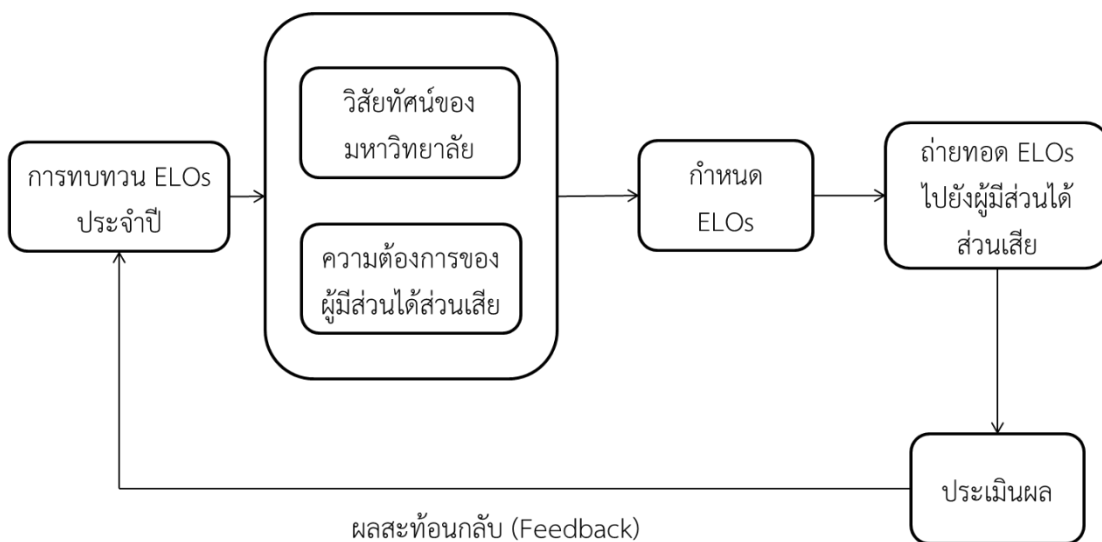 การทบทวน ELOs
ประจำปี
วิสัยทัศน์ของ
มหาวิทยาลัย
ความต้องการของ
ผู้มีส่วนได้ส่วนเสีย
กำหนด
ELOs
ถ่ายทอด ELOs
ไปยังผู้มีส่วนได้
ส่วนเสีย
ประเมินผล
ผลสะท้อนกลับ (Feedback)